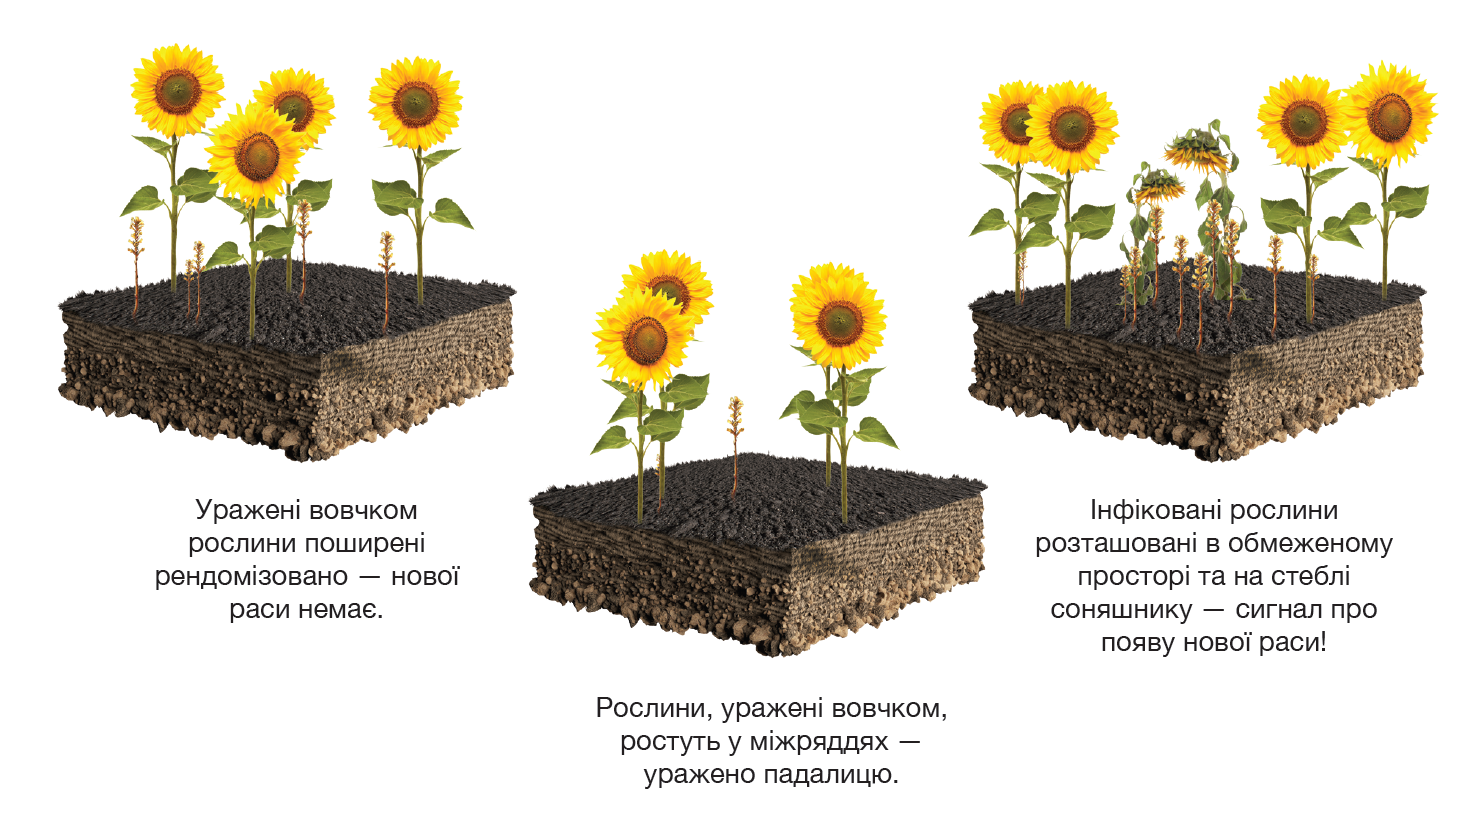 Уражені вовчком
рослини поширені
рендомізовано — нової
раси немає.
Рослини, уражені вовчком,
ростуть у міжряддях —
уражено падалицю.
Інфіковані рослини
розташовані в обмеженому
просторі та на стеблі
соняшнику — сигнал про
появу нової раси!